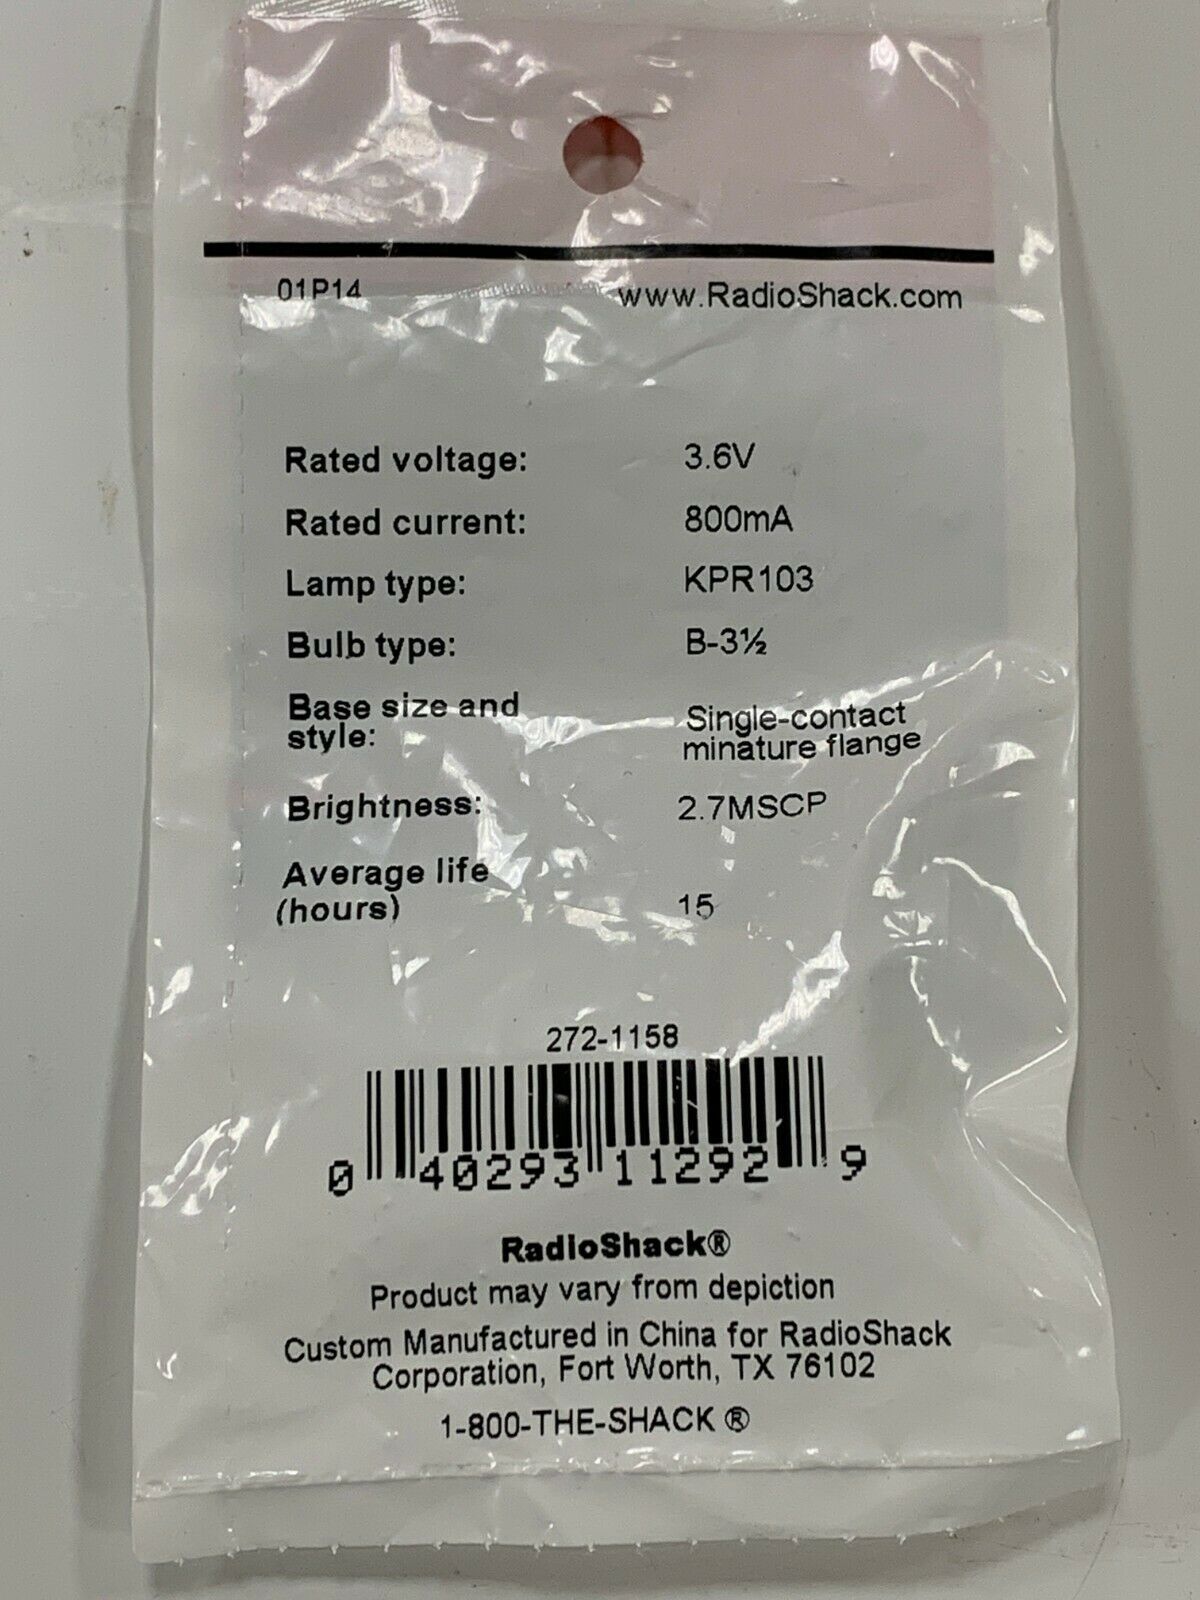 01P14 www.RadioShack.com
Rated voltage: 3.6V
Rated current: 800mA
Lamp type: KPR103
Bulb type: B-3½
Base size and
style:
Single-contact
minature flange
Brightness: 2.7MSCP
Average life
(hours) 15
272-1158
0 40293 11292 9
RadioShack®
Product may vary from depiction
Custom Manufactured in China for RadioShack
Corporation, Fort Worth, TX 76102
1-800-THE-SHACK ®